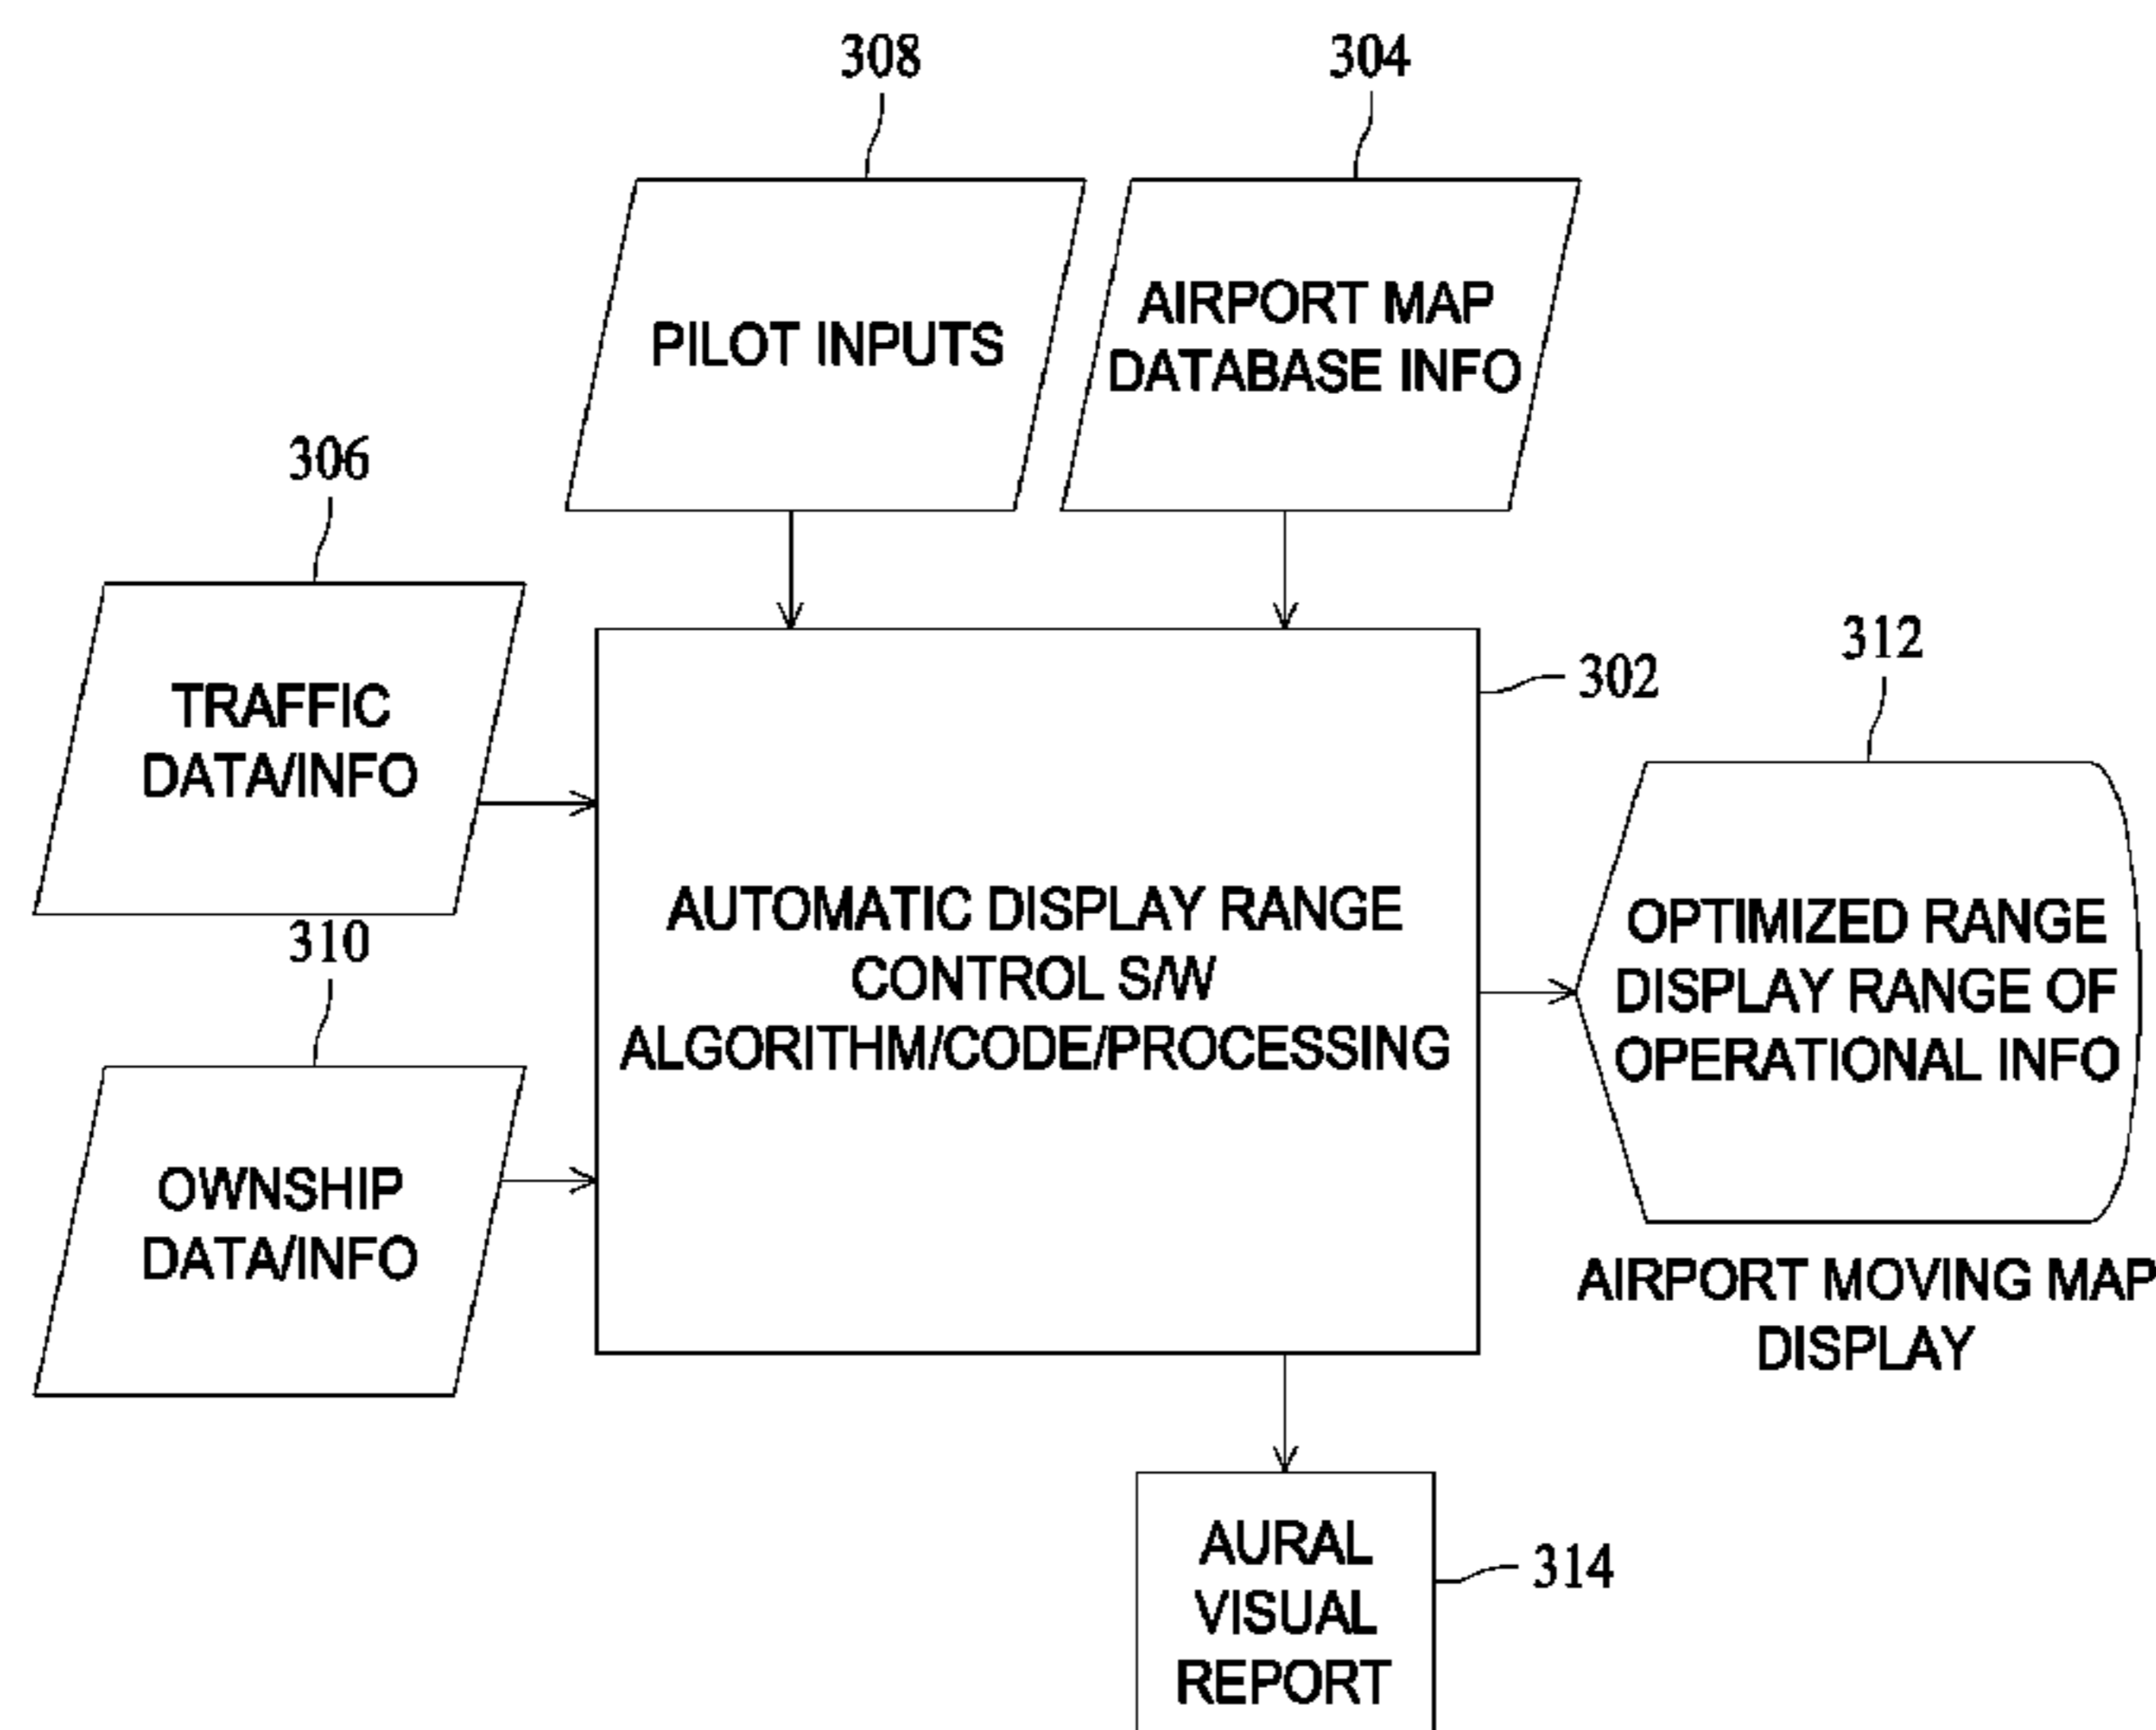 308
304
PILOT INPUTS
AIRPORT MAP
DATABASE INFO
306
TRAFFIC
DATA/INFO
302
312
AUTOMATIC DISPLAY RANGE
CONTROL S/W
ALGORITHM/CODE/PROCESSING
OPTIMIZED RANGE
DISPLAY RANGE OF
OPERATIONAL INFO
310
OWNSHIP
DATA/INFO
AIRPORT MOVING MAP
DISPLAY
AURAL
VISUAL
REPORT
314